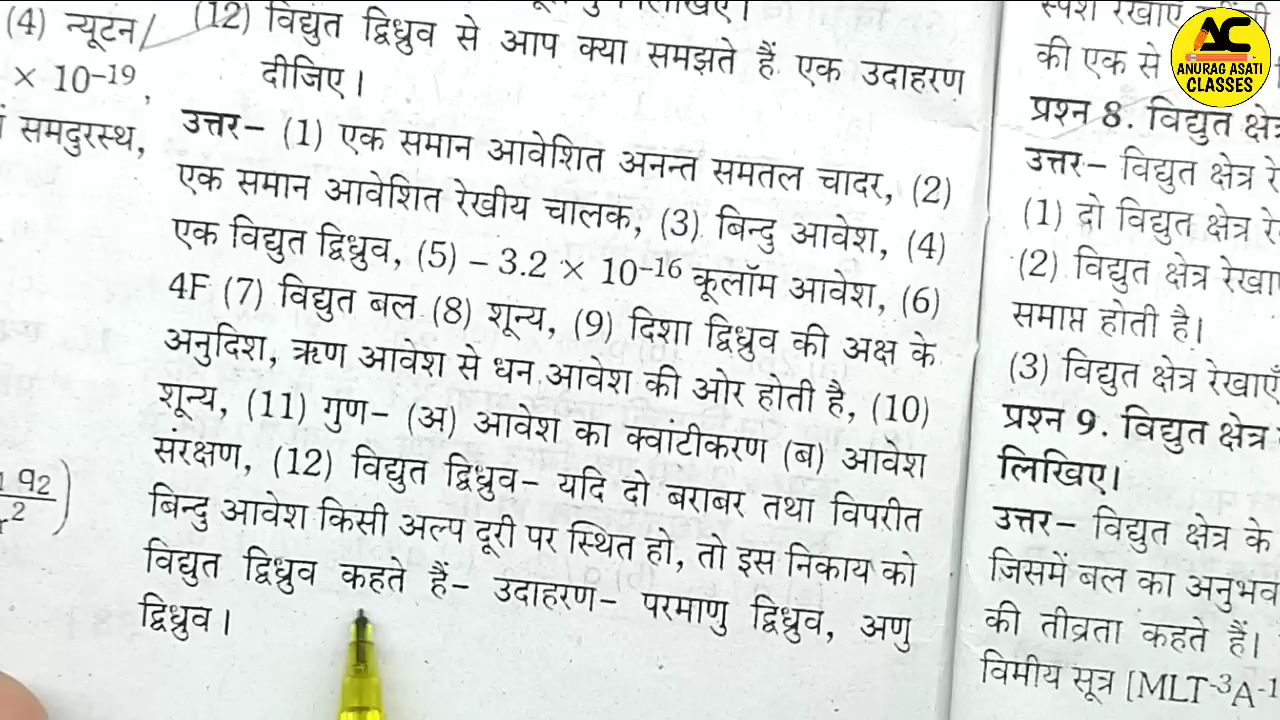 (4) न्यूटन/
× 10⁻¹⁹,
समदुरस्थ,
(12) विद्युत द्विध्रुव से आप क्या समझते हैं एक उदाहरण
दीजिए।
उत्तर– (1) एक समान आवेशित अनन्त समतल चादर, (2)
एक समान आवेशित रेखीय चालक, (3) बिन्दु आवेश, (4)
एक विद्युत द्विध्रुव, (5) – 3.2 × 10⁻¹⁶ कूलॉम आवेश, (6)
4F (7) विद्युत बल (8) शून्य, (9) दिशा द्विध्रुव की अक्ष के
अनुदिश, ऋण आवेश से धन आवेश की ओर होती है, (10)
शून्य, (11) गुण– (अ) आवेश का क्वांटीकरण (ब) आवेश
संरक्षण, (12) विद्युत द्विध्रुव– यदि दो बराबर तथा विपरीत
बिन्दु आवेश किसी अल्प दूरी पर स्थित हो, तो इस निकाय को
विद्युत द्विध्रुव कहते हैं– उदाहरण– परमाणु द्विध्रुव, अणु
द्विध्रुव।
स्पर्श रेखाएँ
की एक से
प्रश्न 8. विद्युत क्षेत्र
उत्तर– विद्युत क्षेत्र
(1) दो विद्युत क्षेत्र
(2) विद्युत क्षेत्र
समाप्त होती है।
(3) विद्युत क्षेत्र रेखाएँ
प्रश्न 9. विद्युत क्षेत्र
लिखिए।
उत्तर– विद्युत क्षेत्र के
जिसमें बल का अनुभव
की तीव्रता कहते हैं।
विमीय सूत्र [MLT⁻³A⁻¹
AC
ANURAG ASATI
CLASSES